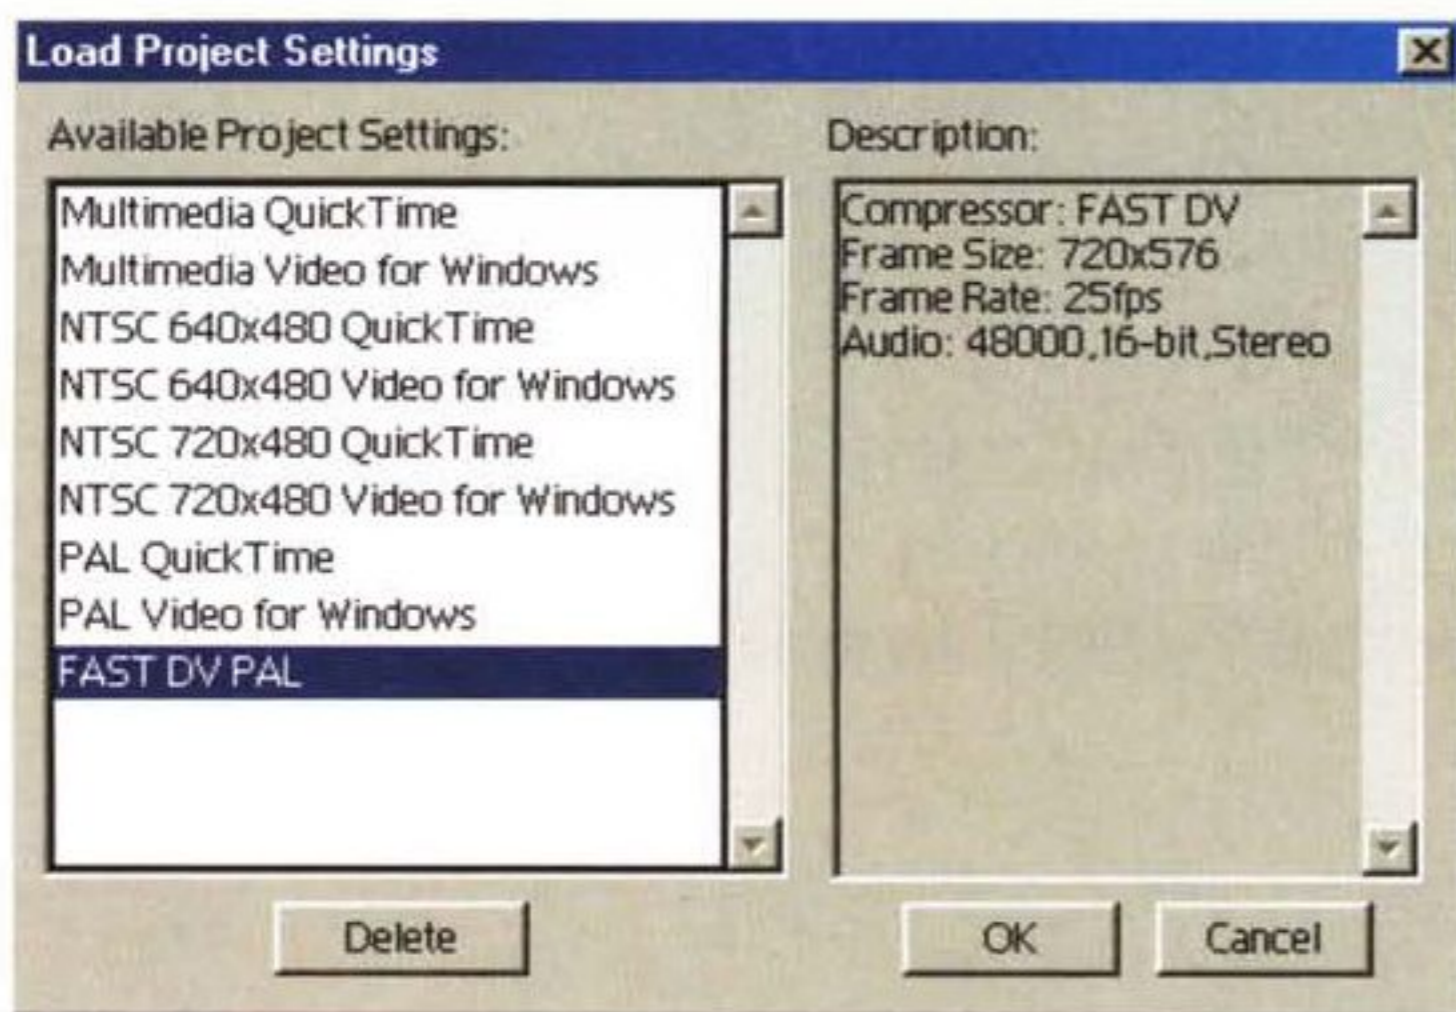 Load Project Settings
Available Project Settings:
Multimedia QuickTime
Multimedia Video for Windows
NTSC 640x480 QuickTime
NTSC 640x480 Video for Windows
NTSC 720x480 QuickTime
NTSC 720x480 Video for Windows
PAL QuickTime
PAL Video for Windows
FAST DV PAL
Delete
Description:
Compressor: FAST DV
Frame Size: 720x576
Frame Rate: 25fps
Audio: 48000,16-bit,Stereo
OK
Cancel